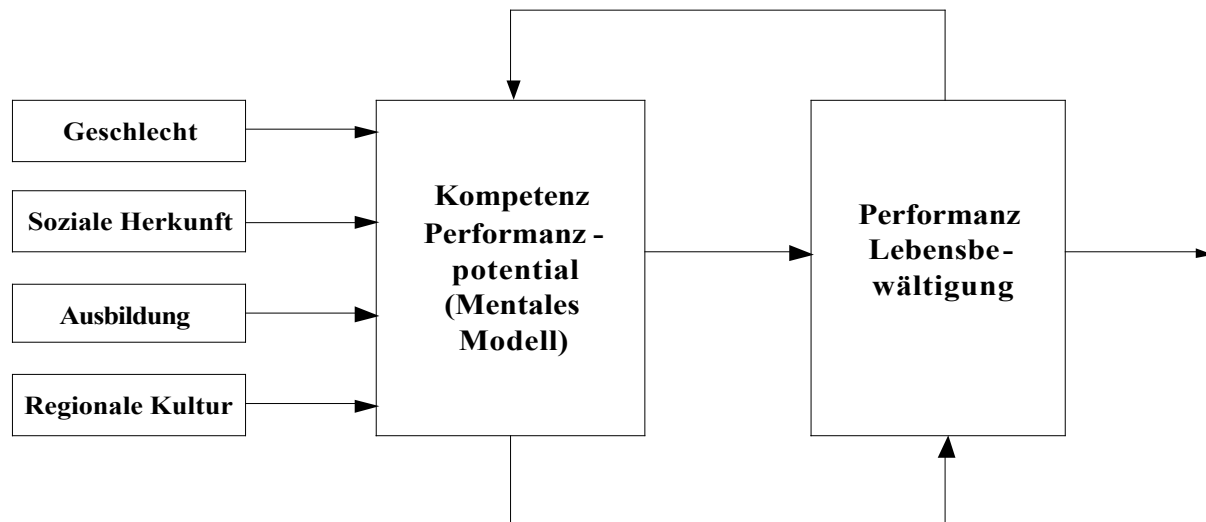 Geschlecht
Soziale Herkunft
Ausbildung
Regionale Kultur
Kompetenz
Performanz -
potential
(Mentales
Modell)
Performanz
Lebensbe-
wältigung